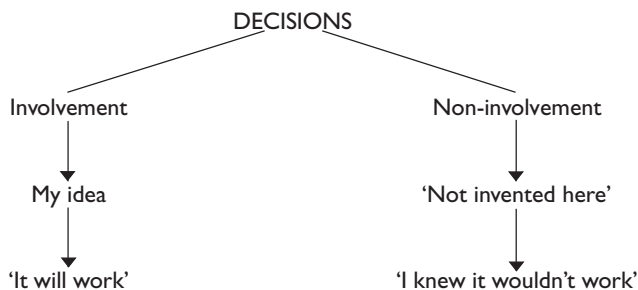 DECISIONS
Involvement
Non-involvement
My idea
‘Not invented here’
‘It will work’
‘I knew it wouldn’t work’